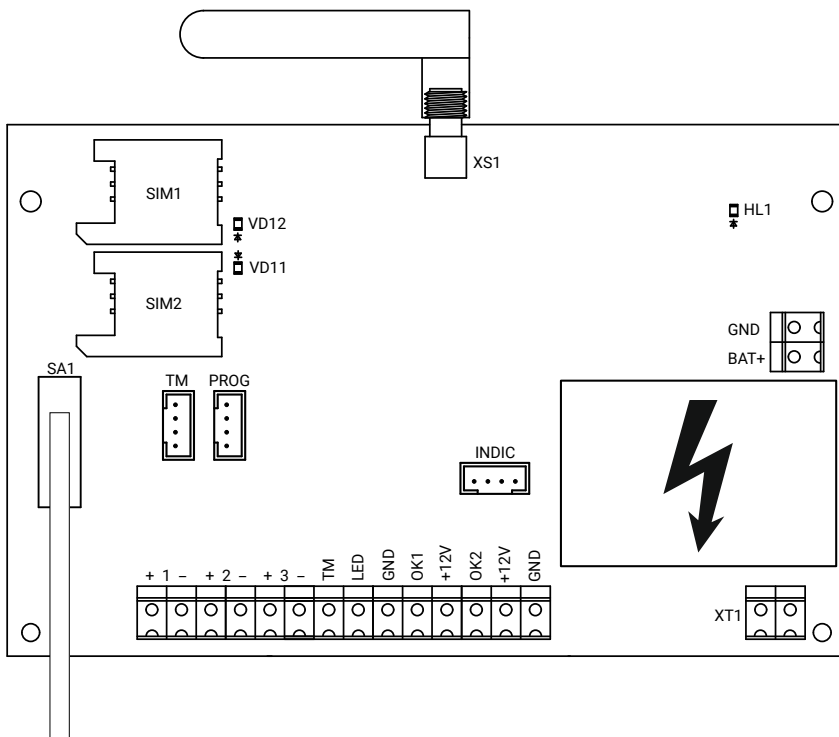 XS1
SIM1
VD12
HL1
VD11
SIM2
GND
BAT+
SA1
TM PROG
INDIC
+ 1 − + 2 − + 3 − TM LED GND OK1 +12V OK2 +12V GND
XT1